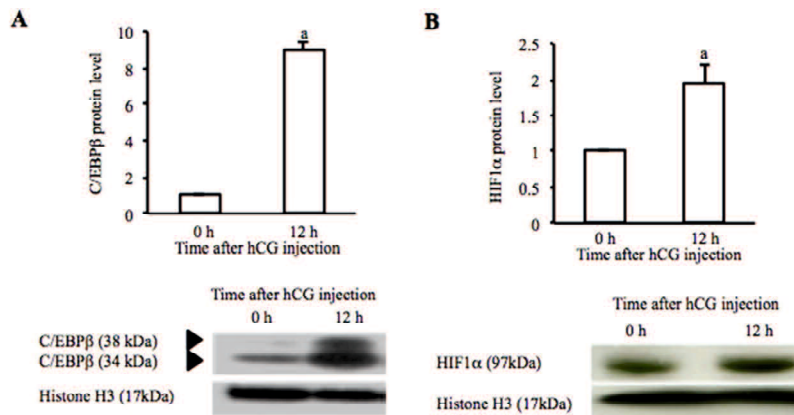 A
C/EBPβ protein level
10
8
6
4
2
0
a
0 h 12 h
Time after hCG injection
Time after hCG injection
0 h 12 h
C/EBPβ (38 kDa)
C/EBPβ (34 kDa)
Histone H3 (17kDa)
B
HIF1α protein level
2.5
2
1.5
1
0.5
0
a
0 h 12 h
Time after hCG injection
Time after hCG injection
0 h 12 h
HIF1α (97kDa)
Histone H3 (17kDa)